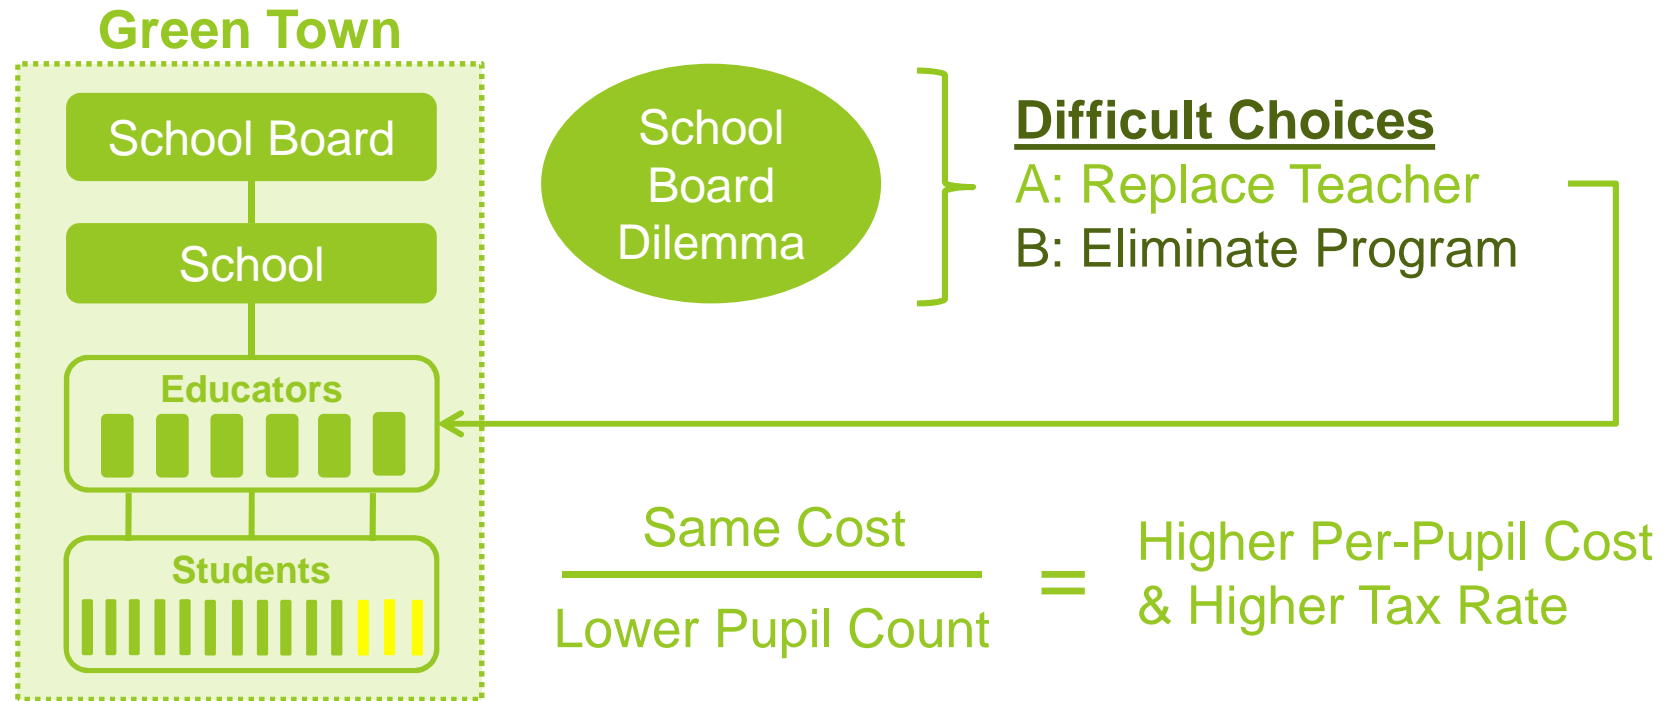 Green Town
School Board
School
Educators
Students
School
Board
Dilemma
Difficult Choices
A: Replace Teacher
B: Eliminate Program
Same Cost
Lower Pupil Count
=
Higher Per-Pupil Cost
& Higher Tax Rate